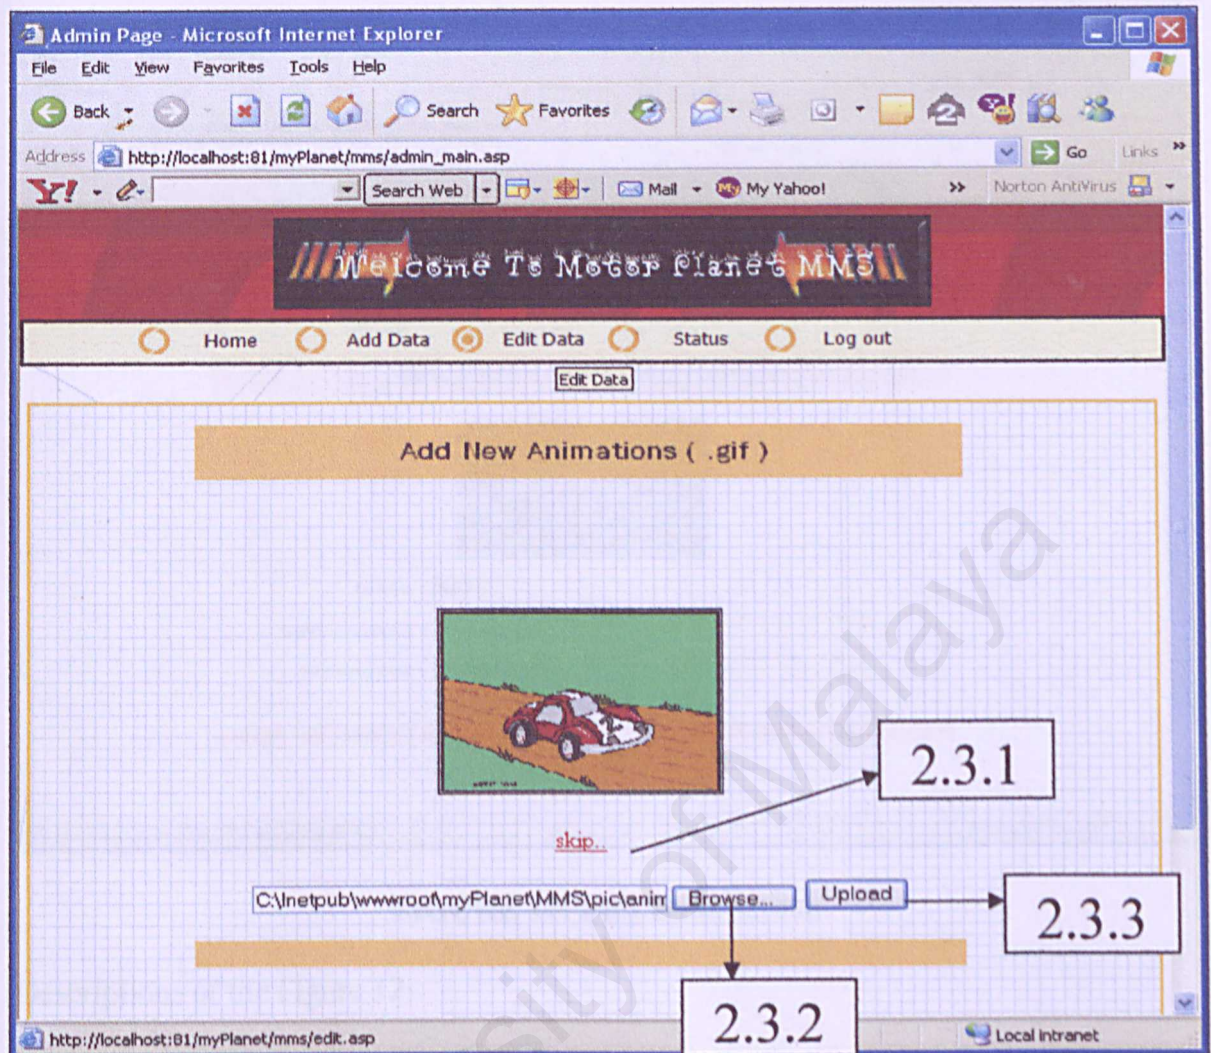 Admin Page - Microsoft Internet Explorer
File Edit View Favorites Tools Help
Back Search Favorites
Address http://localhost:81/myPlanet/mms/admin_main.asp Go Links »
Y! Search Web Mail My Yahoo! » Norton AntiVirus
Welcome To Motor Planet MMS
Home Add Data Edit Data Status Log out
Edit Data
Add New Animations ( .gif )
2.3.1
skip..
C:\Inetpub\wwwroot\myPlanet\MMS\pic\anim Browse... Upload
2.3.3
2.3.2
http://localhost:81/myPlanet/mms/edit.asp Local intranet
University of Malaya